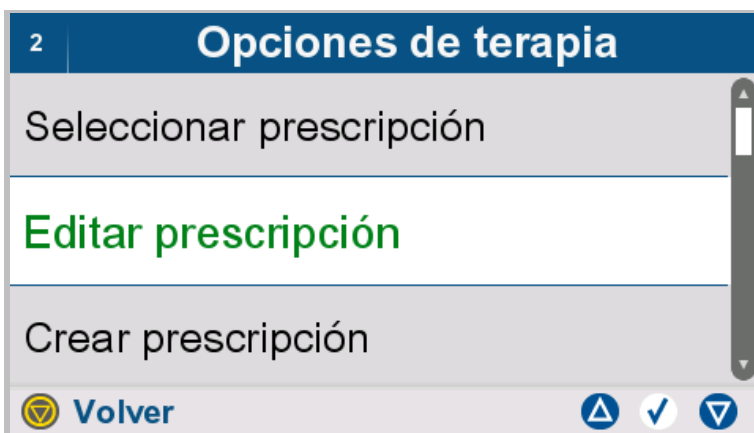 2 Opciones de terapia
Seleccionar prescripción
Editar prescripción
Crear prescripción
Volver